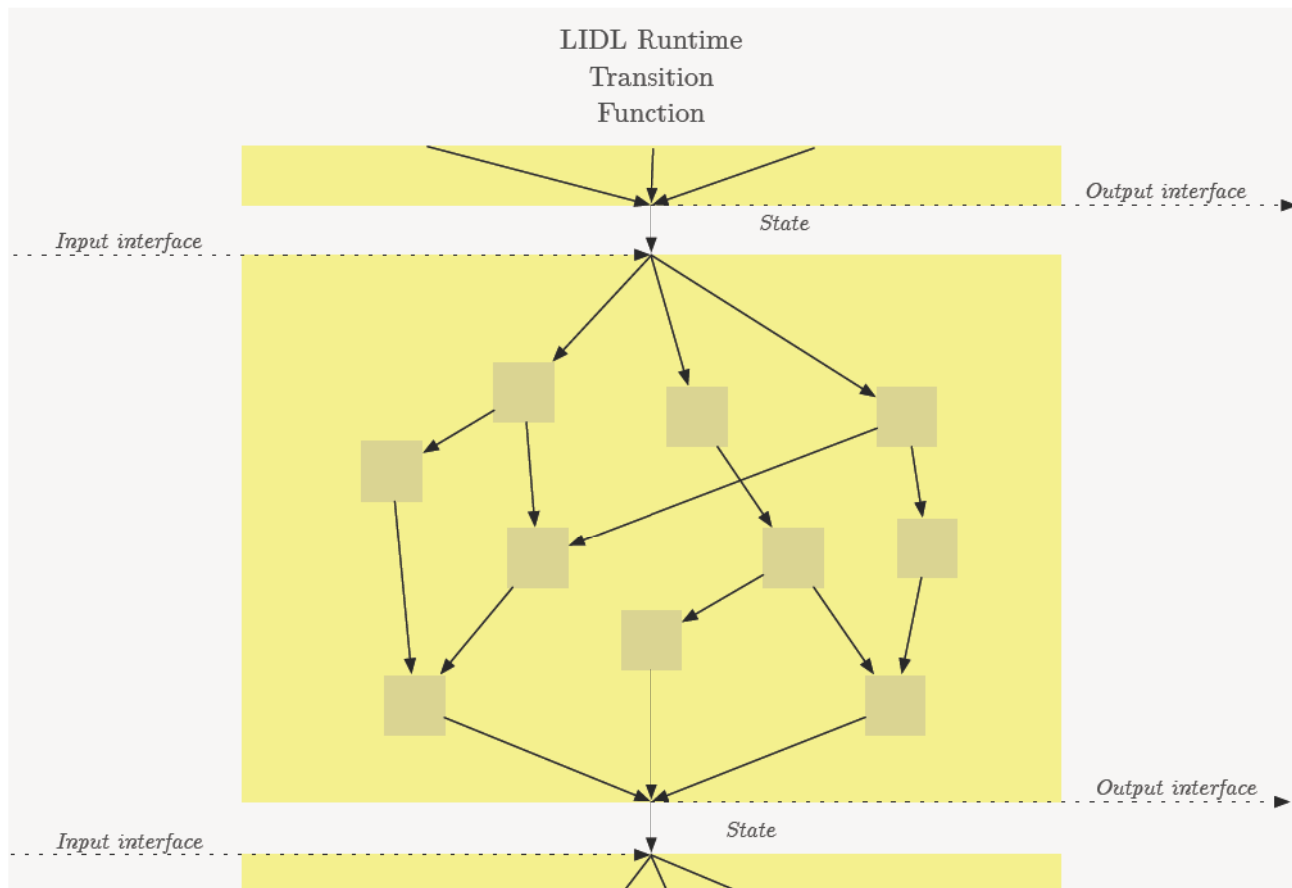 LIDL Runtime
Transition
Function
Output interface
State
Input interface
Output interface
State
Input interface